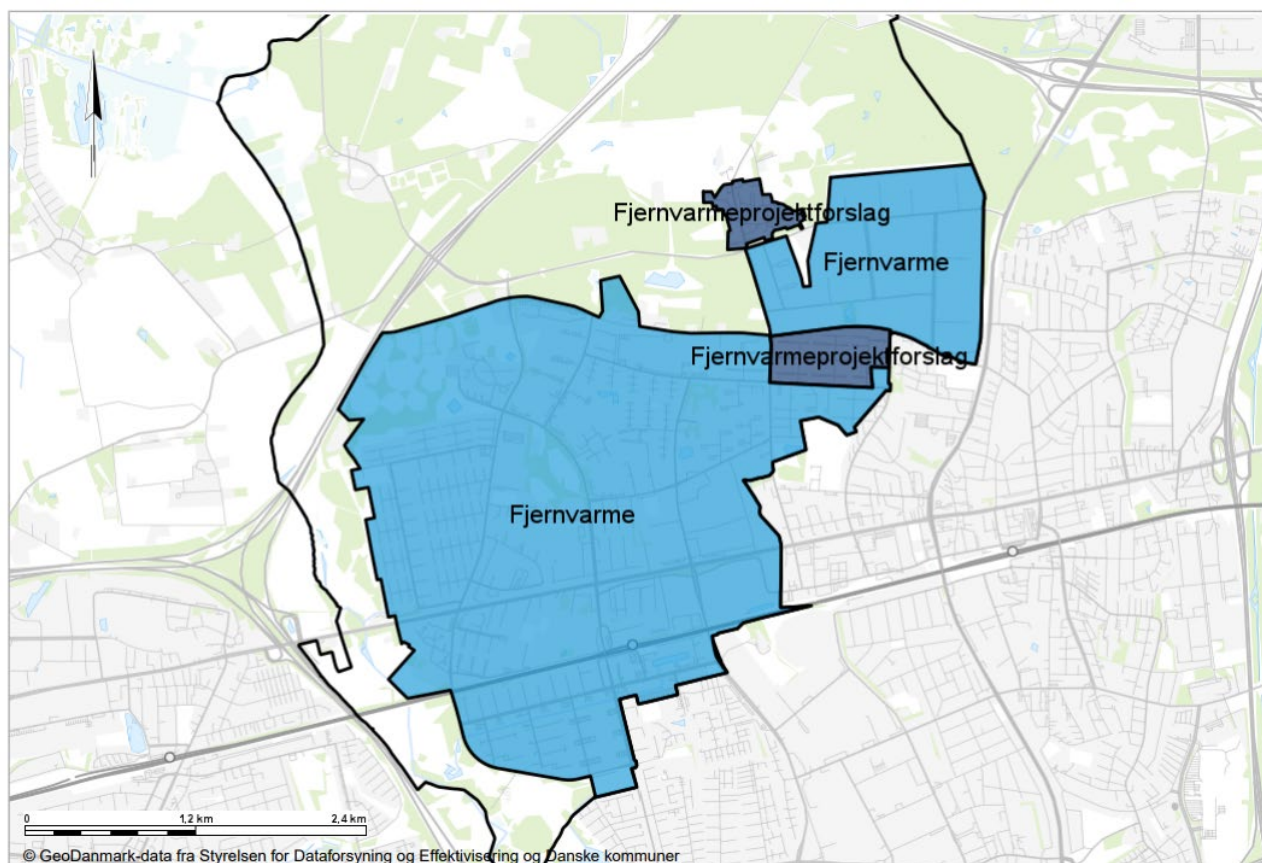 Fjernvarmeprojektforslag
Fjernvarme
Fjernvarmeprojektforslag
Fjernvarme
0 1,2 km 2,4 km
© GeoDanmark-data fra Styrelsen for Dataforsyning og Effektivisering og Danske kommuner